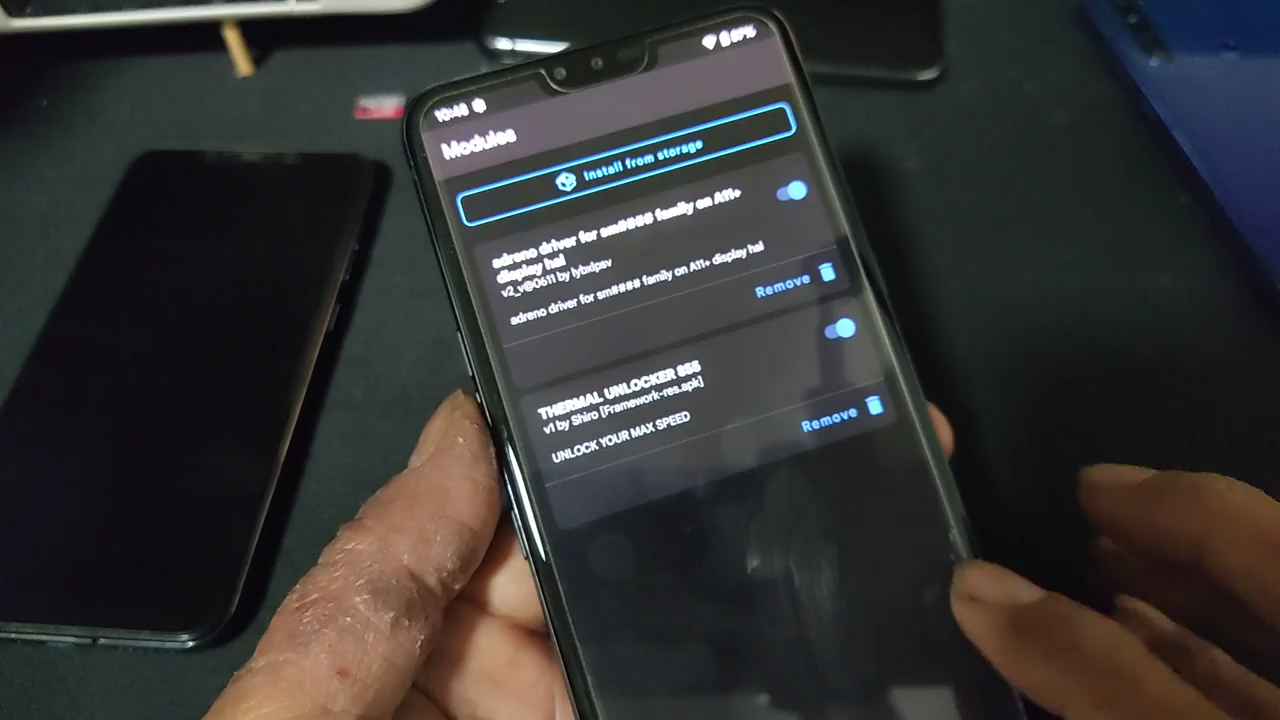 10:48
67%
Modules
Install from storage
adreno driver for sm#### family on A11+
display hal
v2_v@0611 by lybxlpsv
adreno driver for sm#### family on A11+ display hal
Remove
THERMAL UNLOCKER 855
v1 by Shiro [Framework-res.apk]
UNLOCK YOUR MAX SPEED
Remove